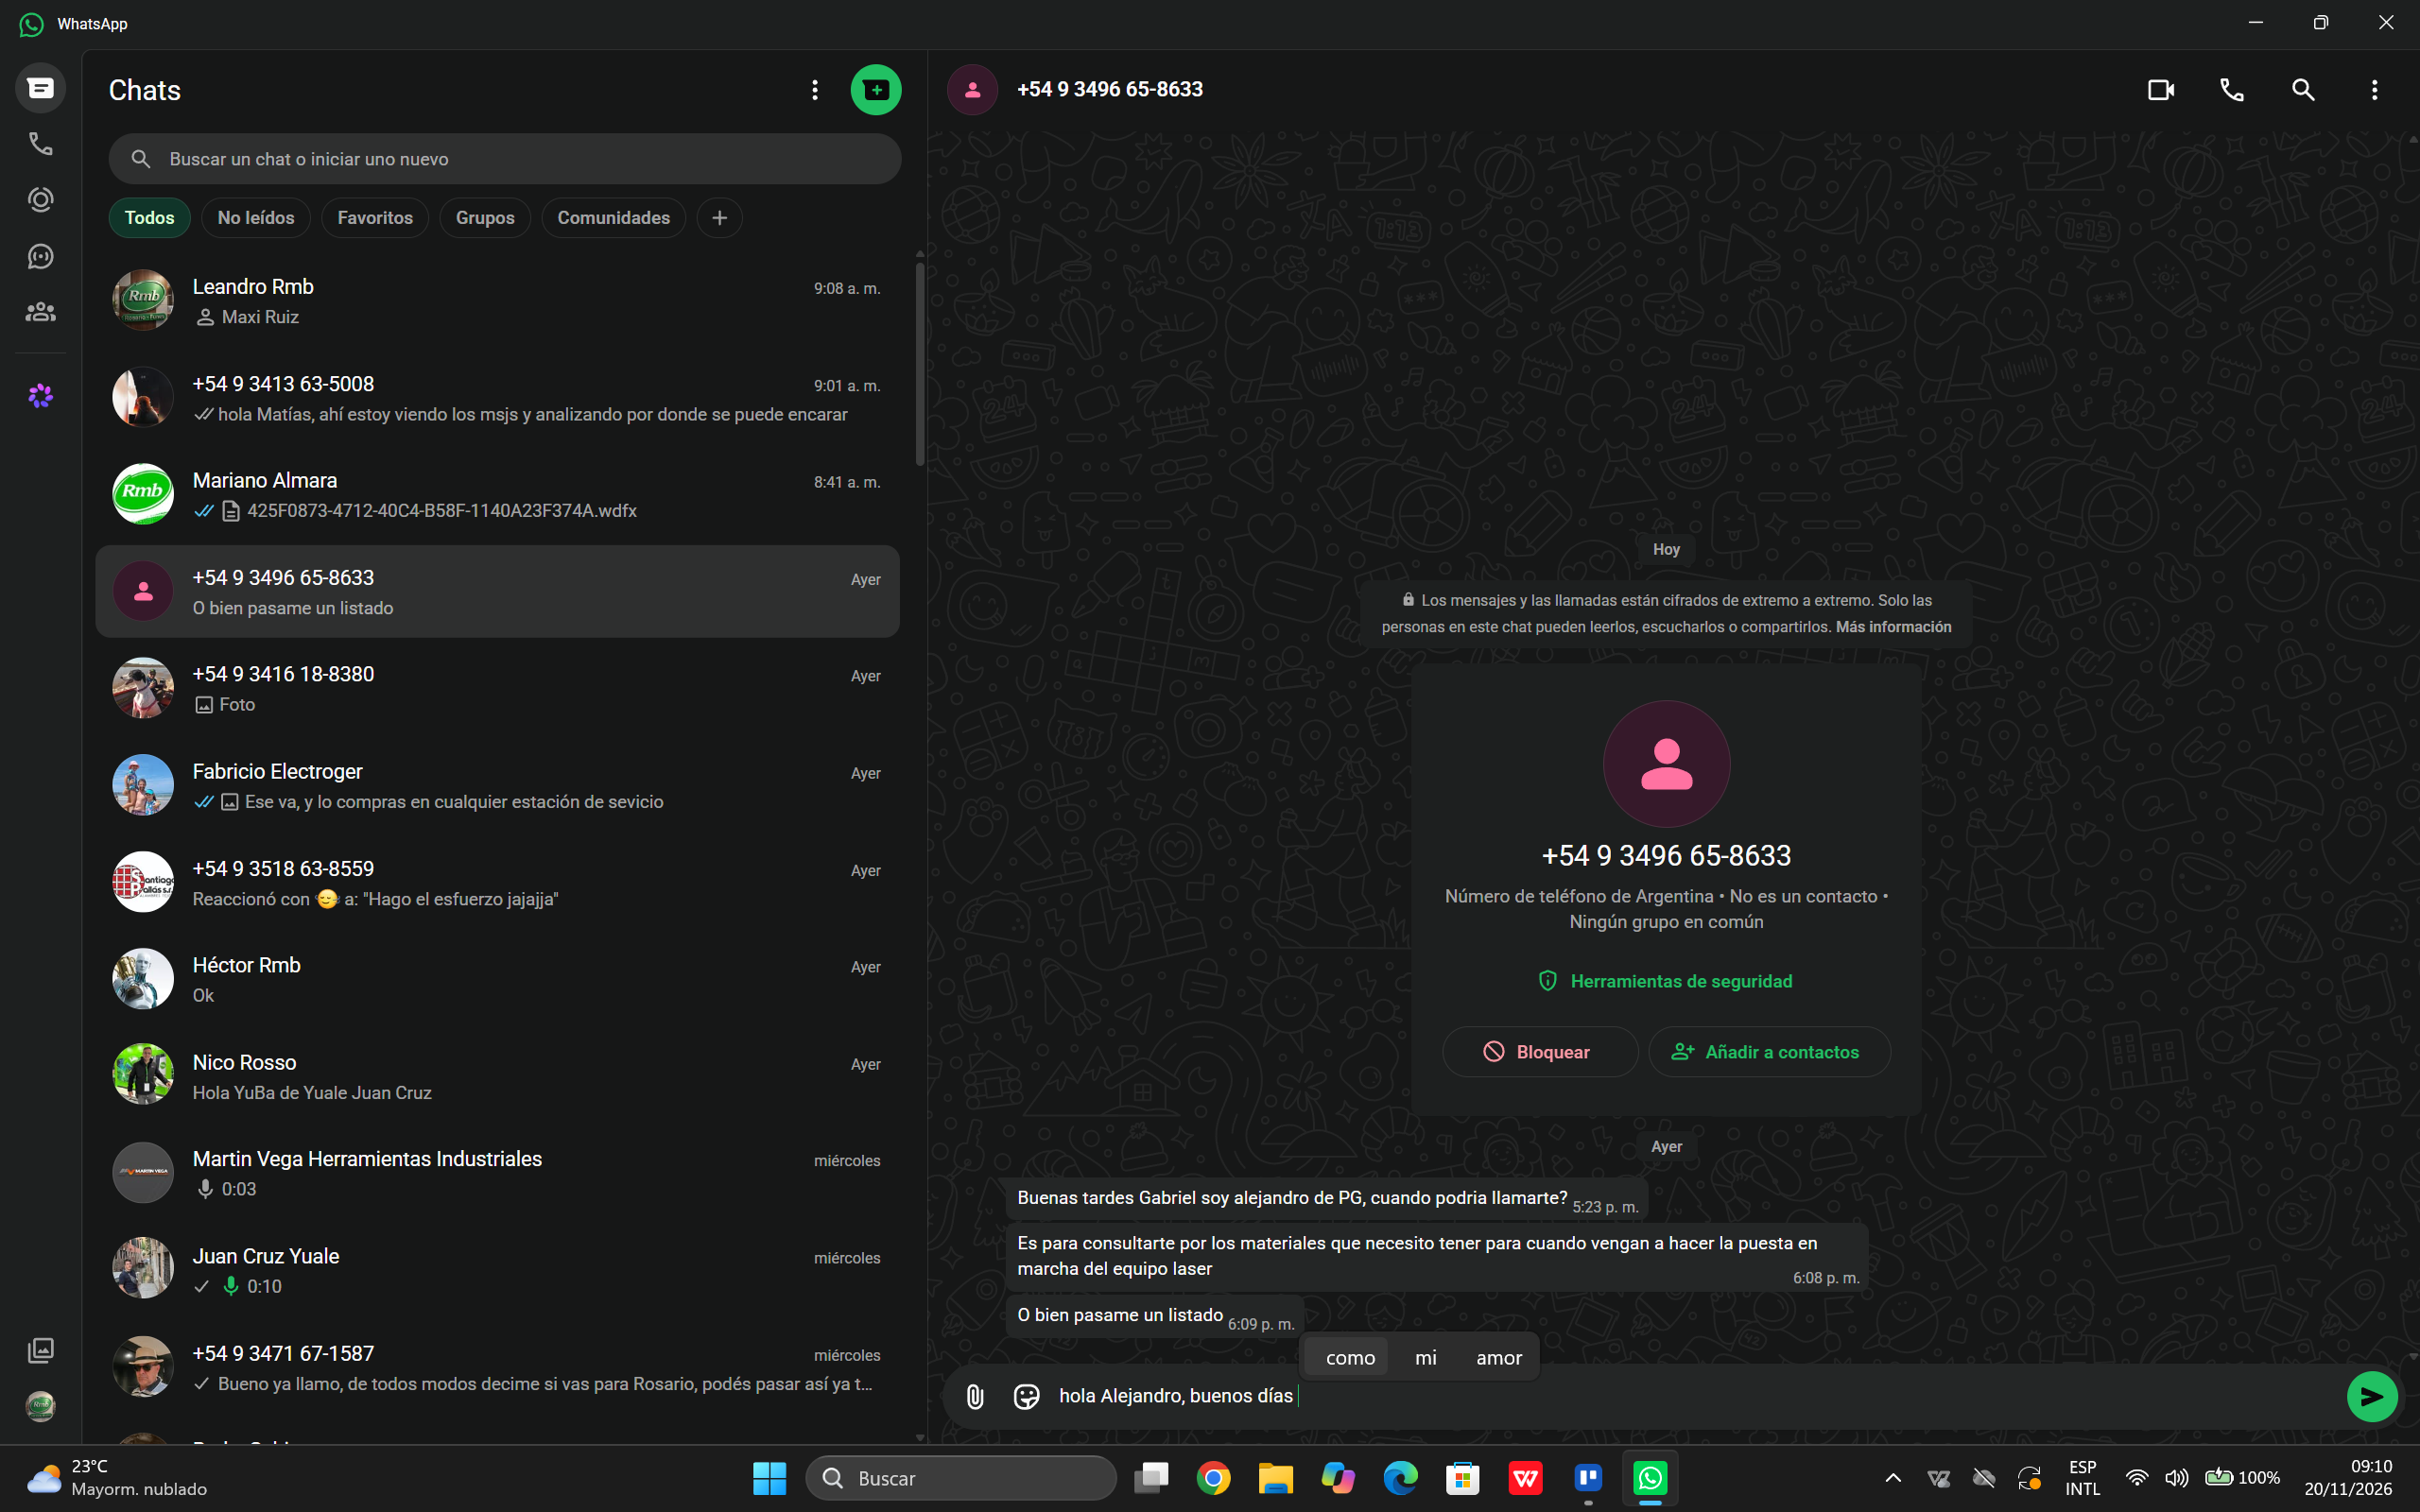 WhatsApp
Chats
Buscar un chat o iniciar uno nuevo
Todos
No leídos
Favoritos
Grupos
Comunidades
Leandro Rmb
9:08 a. m.
Maxi Ruiz
+54 9 3413 63-5008
9:01 a. m.
hola Matías, ahí estoy viendo los msjs y analizando por donde se puede encarar
Rmb
Mariano Almara
8:41 a. m.
425F0873-4712-40C4-B58F-1140A23F374A.wdfx
+54 9 3496 65-8633
Ayer
O bien pasame un listado
+54 9 3416 18-8380
Ayer
Foto
Fabricio Electroger
Ayer
Ese va, y lo compras en cualquier estación de sevicio
+54 9 3518 63-8559
Ayer
Reaccionó con 😌 a: "Hago el esfuerzo jajajja"
Héctor Rmb
Ayer
Ok
Nico Rosso
Ayer
Hola YuBa de Yuale Juan Cruz
Martin Vega Herramientas Industriales
miércoles
0:03
Juan Cruz Yuale
miércoles
0:10
+54 9 3471 67-1587
miércoles
Bueno ya llamo, de todos modos decime si vas para Rosario, podés pasar así ya t...
+54 9 3496 65-8633
Hoy
Los mensajes y las llamadas están cifrados de extremo a extremo. Solo las
personas en este chat pueden leerlos, escucharlos o compartirlos. Más información
+54 9 3496 65-8633
Número de teléfono de Argentina • No es un contacto •
Ningún grupo en común
Herramientas de seguridad
Bloquear
Añadir a contactos
Ayer
Buenas tardes Gabriel soy alejandro de PG, cuando podria llamarte? 5:23 p. m.
Es para consultarte por los materiales que necesito tener para cuando vengan a hacer la puesta en
marcha del equipo laser
6:08 p. m.
O bien pasame un listado 6:09 p. m.
como mi amor
hola Alejandro, buenos días
23°C
Mayorm. nublado
Buscar
ESP
INTL
100%
09:10
20/11/2026